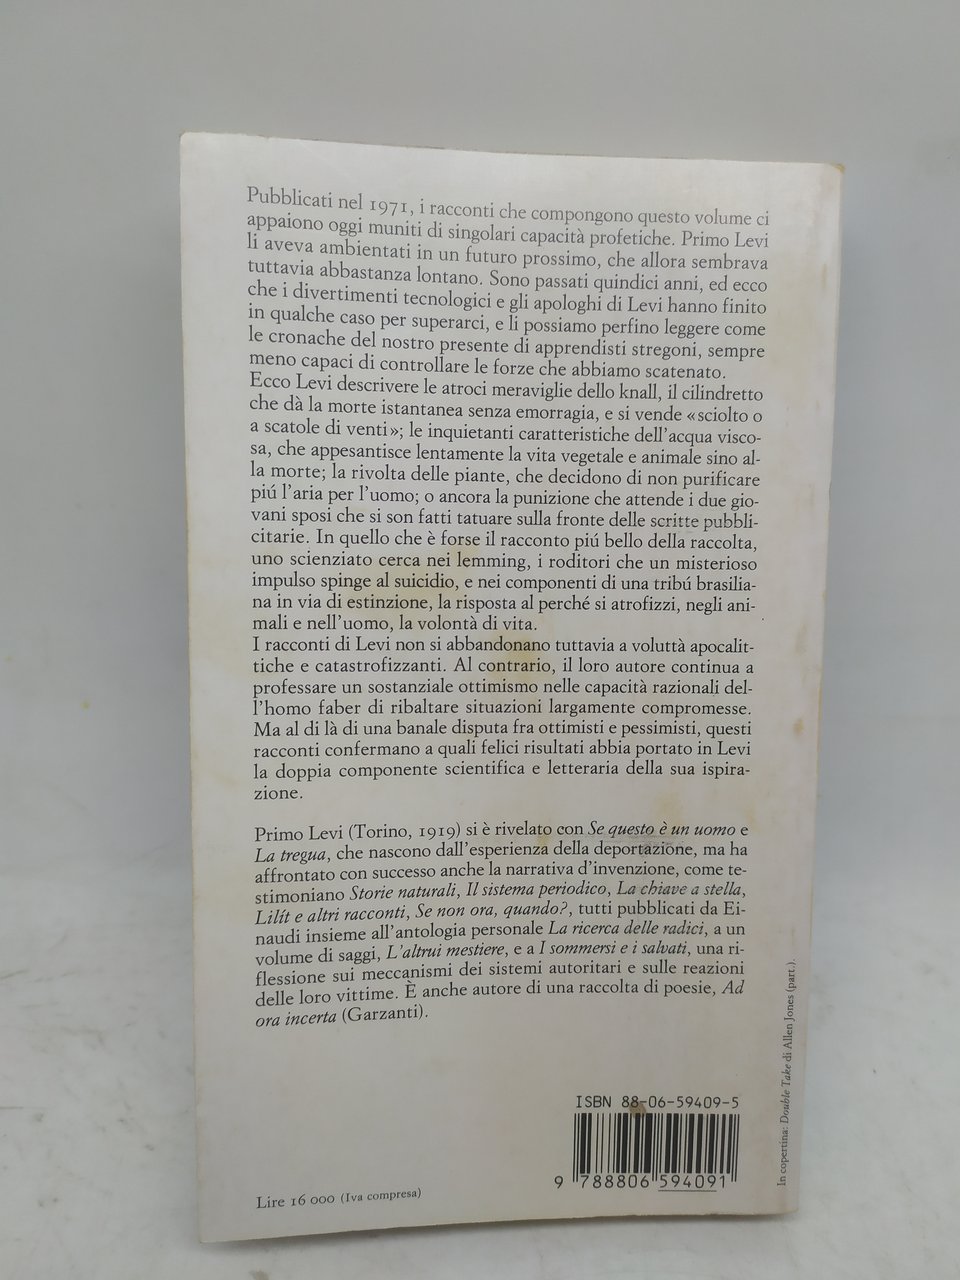 Pubblicati nel 1971, i racconti che compongono questo volume ci
appaiono oggi muniti di singolari capacità profetiche. Primo Levi
li aveva ambientati in un futuro prossimo, che allora sembrava
tuttavia abbastanza lontano. Sono passati quindici anni, ed ecco
che i divertimenti tecnologici e gli apologhi di Levi hanno finito
in qualche caso per superarci, e li possiamo perfino leggere come
le cronache del nostro presente di apprendisti stregoni, sempre
meno capaci di controllare le forze che abbiamo scatenato.
Ecco Levi descrivere le atroci meraviglie dello knall, il cilindretto
che dà la morte istantanea senza emorragia, e si vende «sciolto o
a scatole di venti»; le inquietanti caratteristiche dell'acqua visco-
sa, che appesantisce lentamente la vita vegetale e animale sino al-
la morte; la rivolta delle piante, che decidono di non purificare
piú l'aria per l'uomo; o ancora la punizione che attende i due gio-
vani sposi che si son fatti tatuare sulla fronte delle scritte pubbli-
citarie. In quello che è forse il racconto piú bello della raccolta,
uno scienziato cerca nei lemming, i roditori che un misterioso
impulso spinge al suicidio, e nei componenti di una tribú brasilia-
na in via di estinzione, la risposta al perché si atrofizzi, negli ani-
mali e nell'uomo, la volontà di vita.
I racconti di Levi non si abbandonano tuttavia a voluttà apocalit-
tiche e catastrofizzanti. Al contrario, il loro autore continua a
professare un sostanziale ottimismo nelle capacità razionali del-
l'homo faber di ribaltare situazioni largamente compromesse.
Ma al di là di una banale disputa fra ottimisti e pessimisti, questi
racconti confermano a quali felici risultati abbia portato in Levi
la doppia componente scientifica e letteraria della sua ispira-
zione.
Primo Levi (Torino, 1919) si è rivelato con Se questo è un uomo e
La tregua, che nascono dall'esperienza della deportazione, ma ha
affrontato con successo anche la narrativa d'invenzione, come te-
stimoniano Storie naturali, Il sistema periodico, La chiave a stella,
Lilít e altri racconti, Se non ora, quando?, tutti pubblicati da Ei-
naudi insieme all'antologia personale La ricerca delle radici, a un
volume di saggi, L'altrui mestiere, e a I sommersi e i salvati, una ri-
flessione sui meccanismi dei sistemi autoritari e sulle reazioni
delle loro vittime. È anche autore di una raccolta di poesie, Ad
ora incerta (Garzanti).
In copertina: Double Take di Allen Jones (part.).
ISBN 88-06-59409-5
9 788806 594091
Lire 16 000 (Iva compresa)